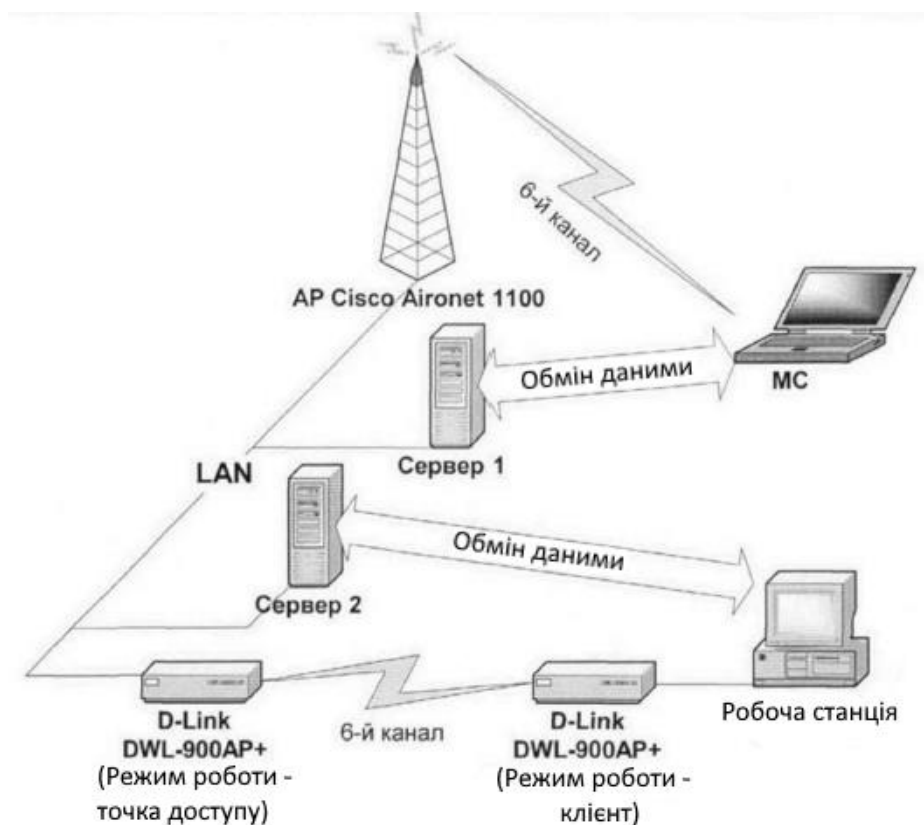 6-й канал
AP Cisco Aironet 1100
Обмін даними
МС
Сервер 1
LAN
Обмін даними
Сервер 2
D-Link
DWL-900AP+
(Режим роботи -
точка доступу)
6-й канал
D-Link
DWL-900AP+
(Режим роботи -
клієнт)
Робоча станція